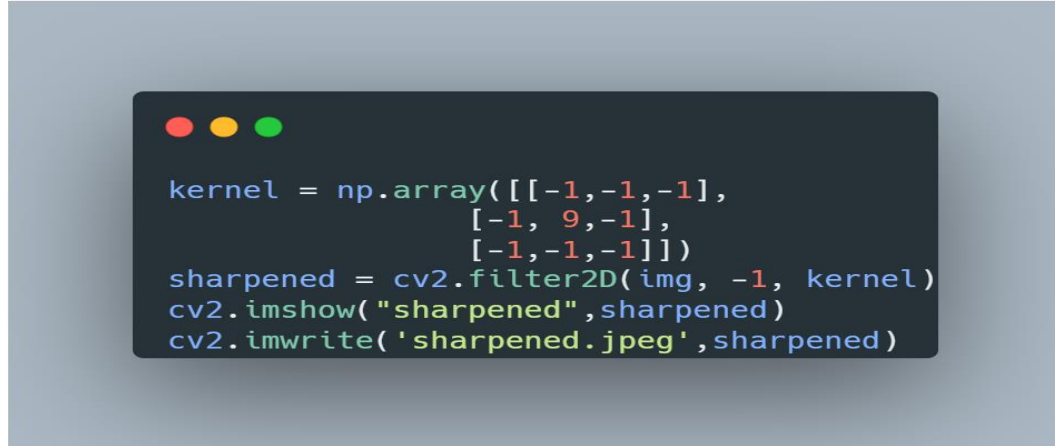 kernel = np.array([[-1,-1,-1],
                   [-1, 9,-1],
                   [-1,-1,-1]])
sharpened = cv2.filter2D(img, -1, kernel)
cv2.imshow("sharpened",sharpened)
cv2.imwrite('sharpened.jpeg',sharpened)